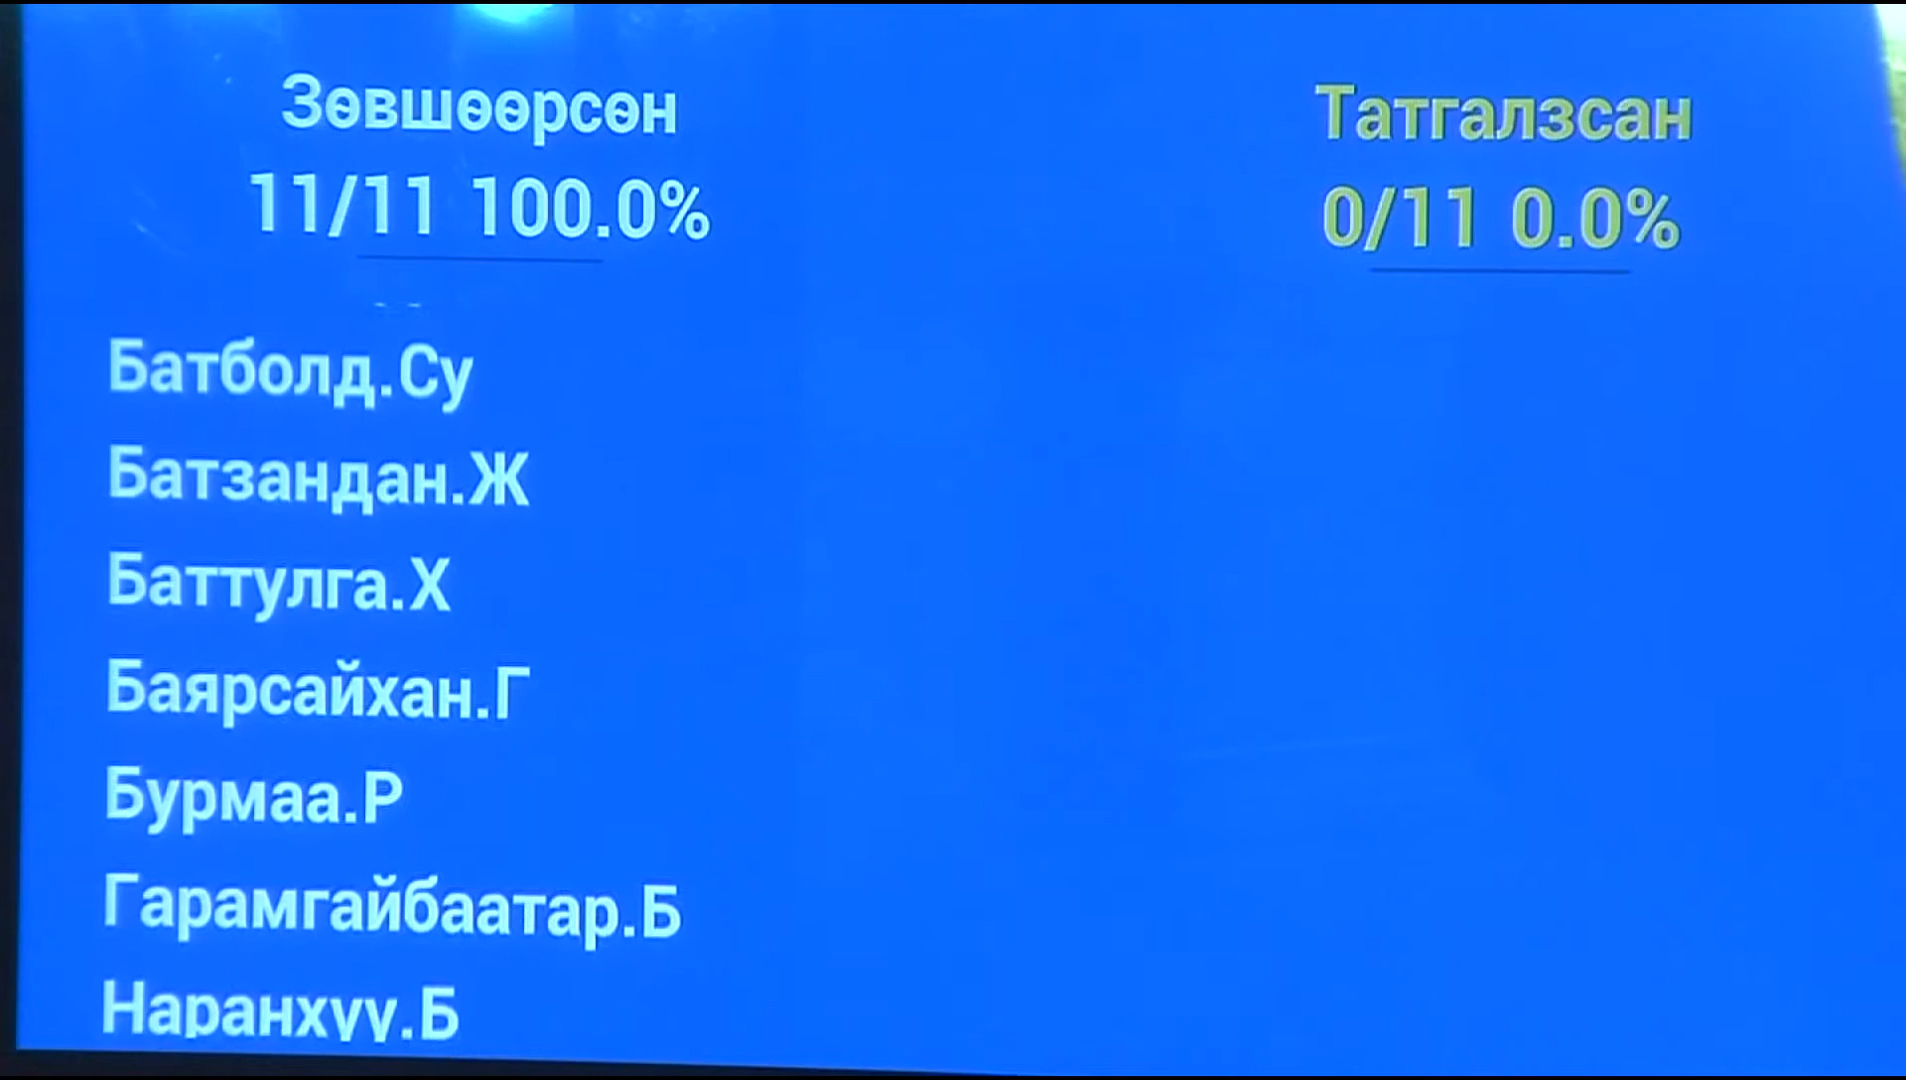 Зөвшөөрсөн
11/11 100.0%
Татгалзсан
0/11 0.0%
Батболд.Су
Батзандан.Ж
Баттулга.Х
Баярсайхан.Г
Бурмаа.Р
Гарамгайбаатар.Б
Наранхүү.Б